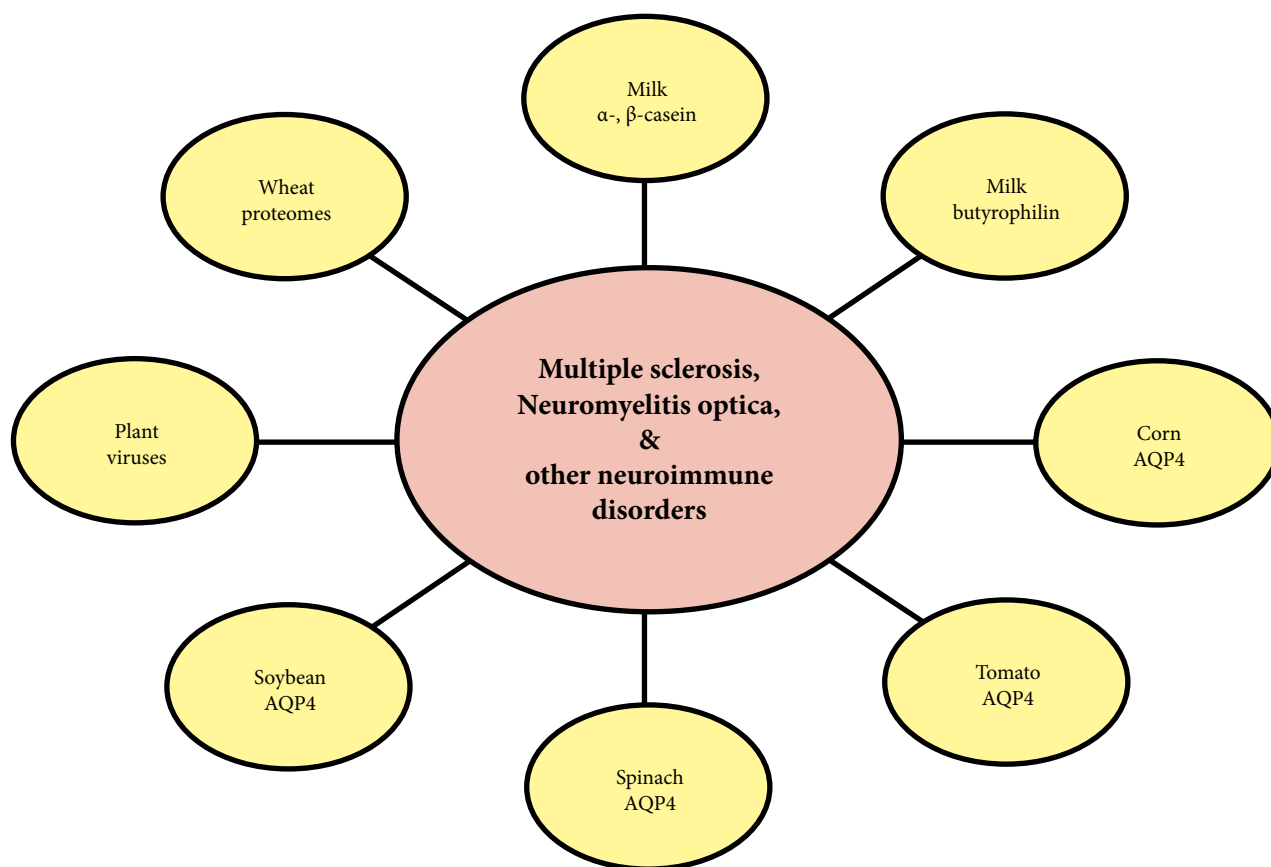 Milk
α-, β-casein
Wheat
proteomes
Milk
butyrophilin
Multiple sclerosis,
Neuromyelitis optica,
&
other neuroimmune
disorders
Plant
viruses
Corn
AQP4
Soybean
AQP4
Tomato
AQP4
Spinach
AQP4